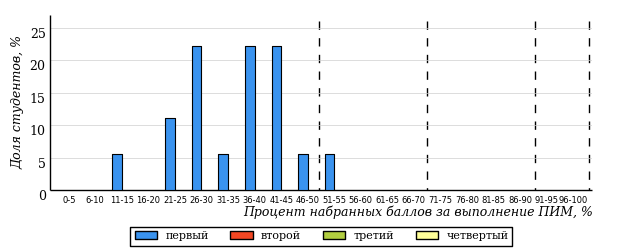 Доля студентов, %
25
20
15
10
5
0
0-5 6-10 11-15 16-20 21-25 26-30 31-35 36-40 41-45 46-50 51-55 56-60 61-65 66-70 71-75 76-80 81-85 86-90 91-95 96-100
Процент набранных баллов за выполнение ПИМ, %
первый второй третий четвертый